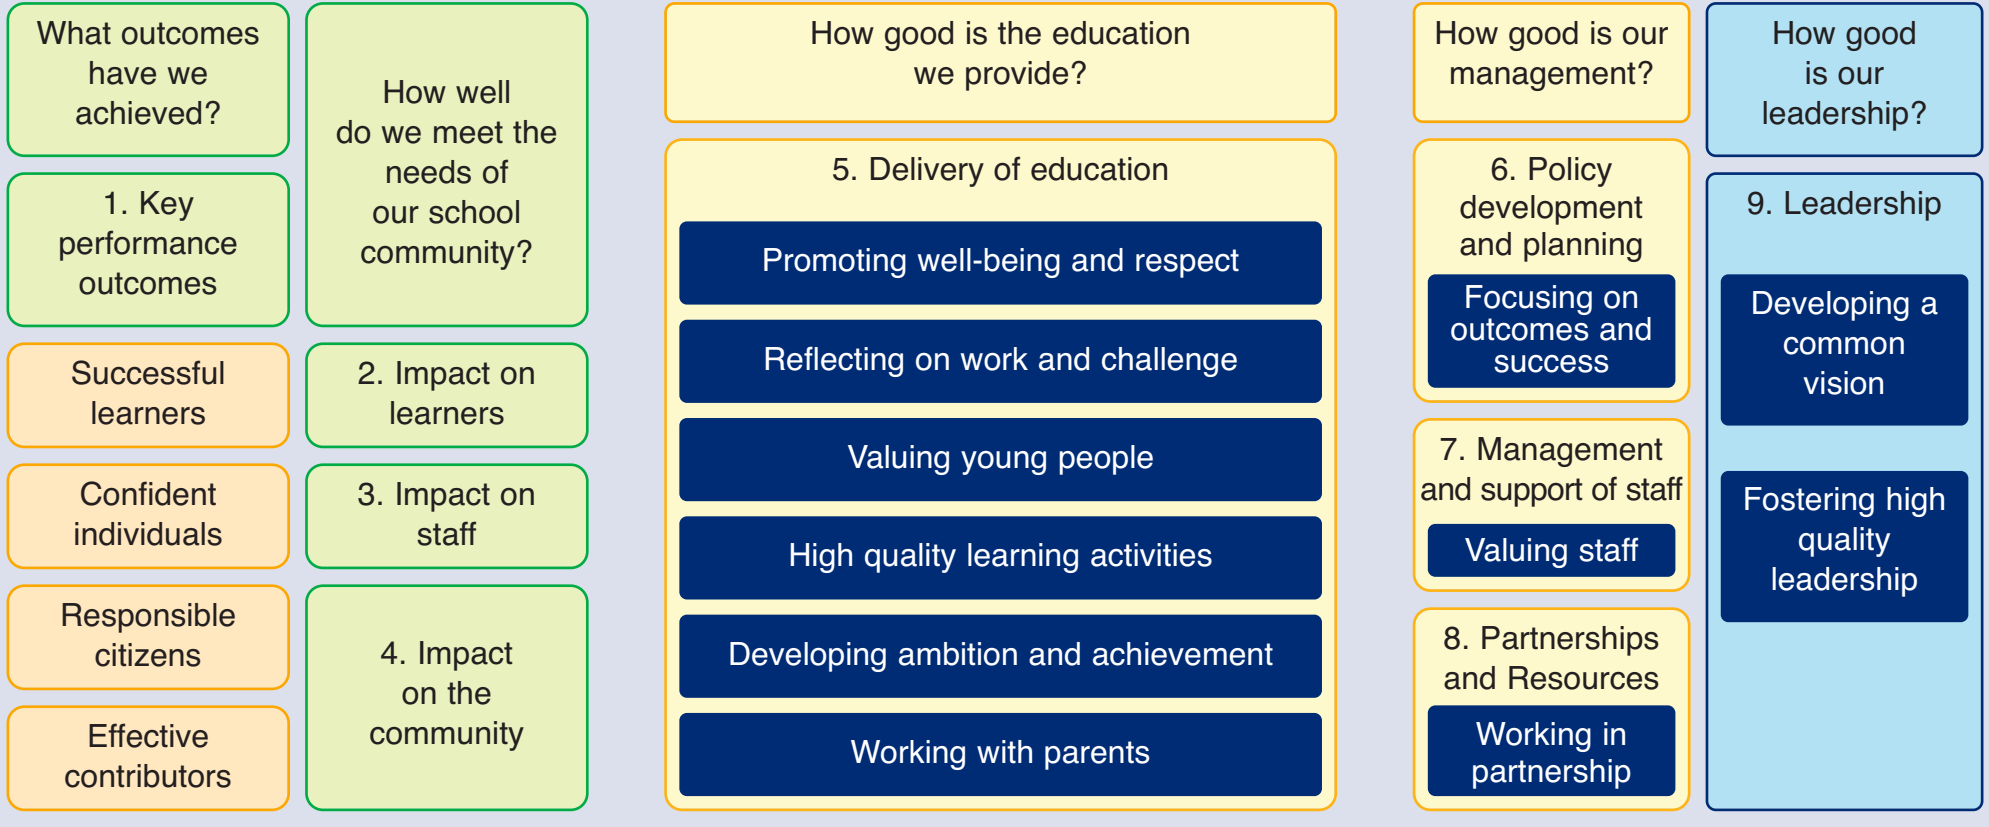 What outcomes
have we
achieved?
1. Key
performance
outcomes
Successful
learners
Confident
individuals
Responsible
citizens
Effective
contributors
How well
do we meet the
needs of
our school
community?
2. Impact on
learners
3. Impact on
staff
4. Impact
on the
community
How good is the education
we provide?
5. Delivery of education
Promoting well-being and respect
Reflecting on work and challenge
Valuing young people
High quality learning activities
Developing ambition and achievement
Working with parents
How good is our
management?
6. Policy
development
and planning
Focusing on
outcomes and
success
7. Management
and support of staff
Valuing staff
8. Partnerships
and Resources
Working in
partnership
How good
is our
leadership?
9. Leadership
Developing a
common
vision
Fostering high
quality
leadership